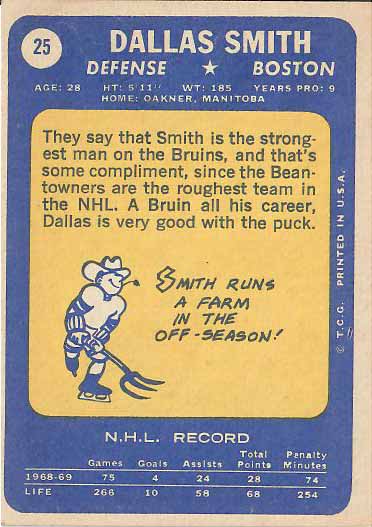 25
DALLAS SMITH
DEFENSE ★ BOSTON
AGE: 28 HT: 5'11" WT: 185 YEARS PRO: 9
HOME: OAKNER, MANITOBA
They say that Smith is the strong-
est man on the Bruins, and that's
some compliment, since the Bean-
towners are the roughest team in
the NHL. A Bruin all his career,
Dallas is very good with the puck.
SMITH RUNS
A FARM
IN THE
OFF-SEASON!
© T.C.G. PRINTED IN U.S.A.
N.H.L. RECORD
Games Goals Assists Total Points Penalty Minutes
1968-69 75 4 24 28 74
LIFE 266 10 58 68 254